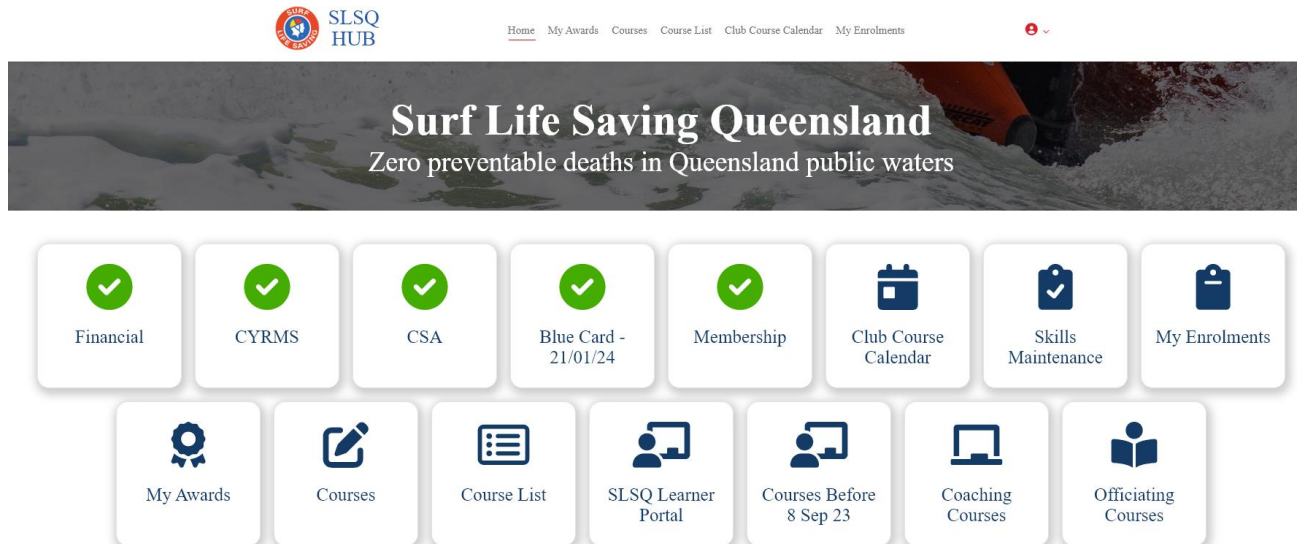 SURF
LIFE SAVING
SLSQ
HUB
Home My Awards Courses Course List Club Course Calendar My Enrolments
Surf Life Saving Queensland
Zero preventable deaths in Queensland public waters
Financial
CYRMS
CSA
Blue Card -
21/01/24
Membership
Club Course
Calendar
Skills
Maintenance
My Enrolments
My Awards
Courses
Course List
SLSQ Learner
Portal
Courses Before
8 Sep 23
Coaching
Courses
Officiating
Courses